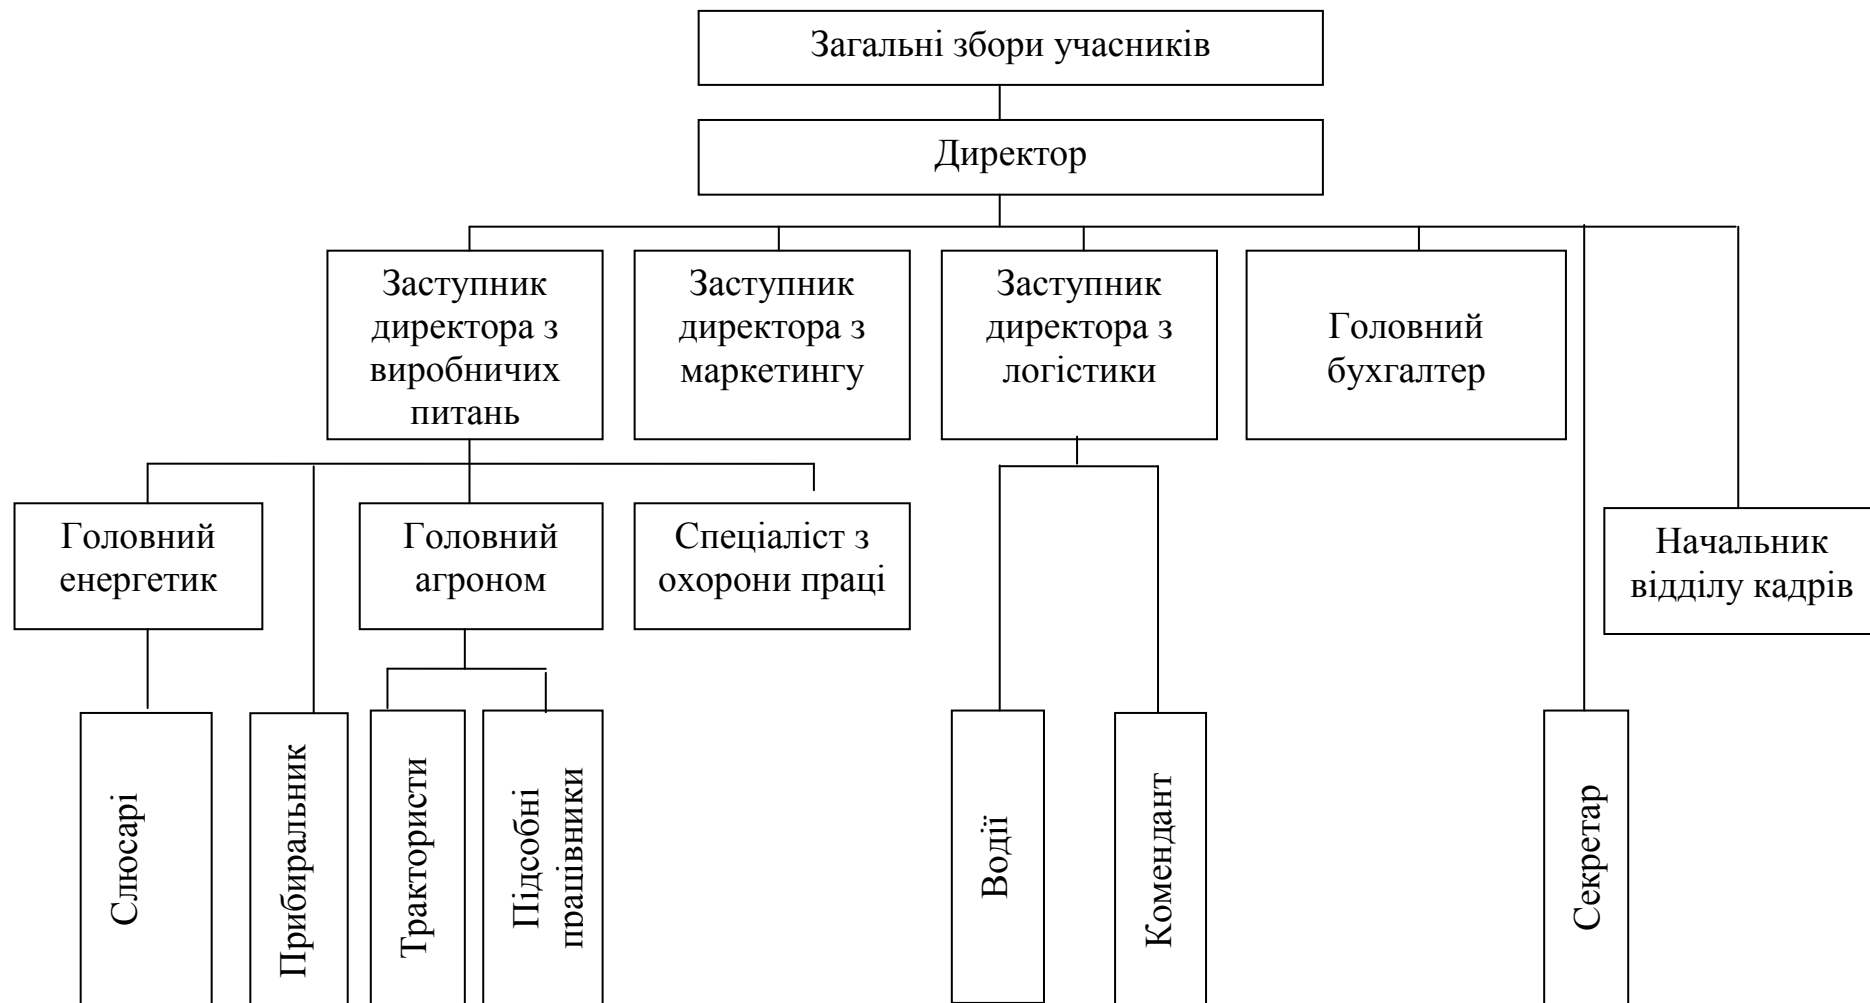 Загальні збори учасників
Директор
Заступник
директора з
виробничих
питань
Заступник
директора з
маркетингу
Заступник
директора з
логістики
Головний
бухгалтер
Головний
енергетик
Головний
агроном
Спеціаліст з
охорони праці
Начальник
відділу кадрів
Слюсарі
Прибиральник
Трактористи
Підсобні
працівники
Водії
Комендант
Секретар